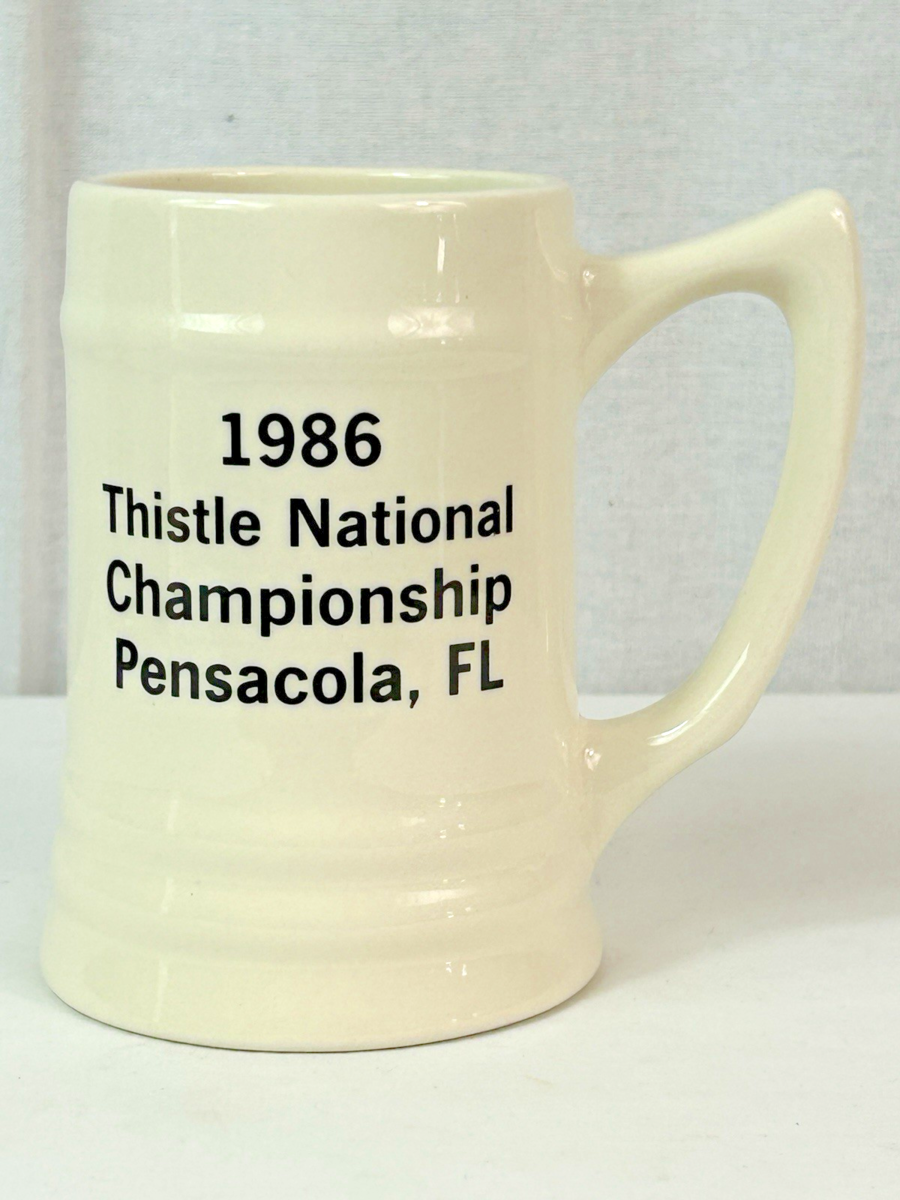 1986
Thistle National
Championship
Pensacola, FL